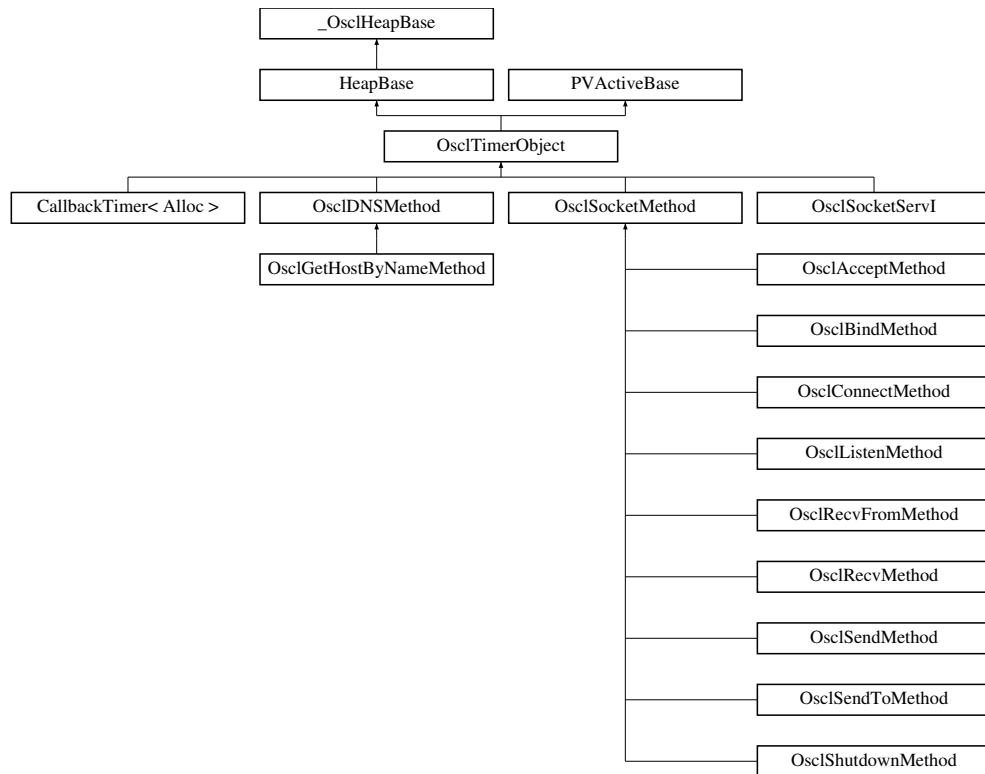 _OsclHeapBase
HeapBase PVActiveBase
OsclTimerObject
CallbackTimer< Alloc > OsclDNSMethod OsclSocketMethod OsclSocketServI
OsclGetHostByNameMethod OsclAcceptMethod
OsclBindMethod
OsclConnectMethod
OsclListenMethod
OsclRecvFromMethod
OsclRecvMethod
OsclSendMethod
OsclSendToMethod
OsclShutdownMethod